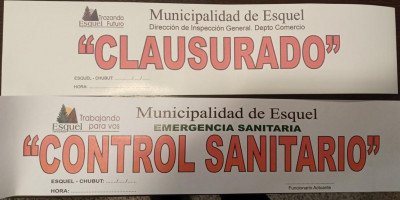 Trazando
Esquel Futuro
Municipalidad de Esquel
Dirección de Inspección General. Depto Comercio
“CLAUSURADO”
ESQUEL - CHUBUT: ....../....../......
HORA:
Trabajando
Esquel para vos
Municipalidad de Esquel
EMERGENCIA SANITARIA
“CONTROL SANITARIO”
ESQUEL - CHUBUT: ....../....../......
HORA:
Funcionario Actuante